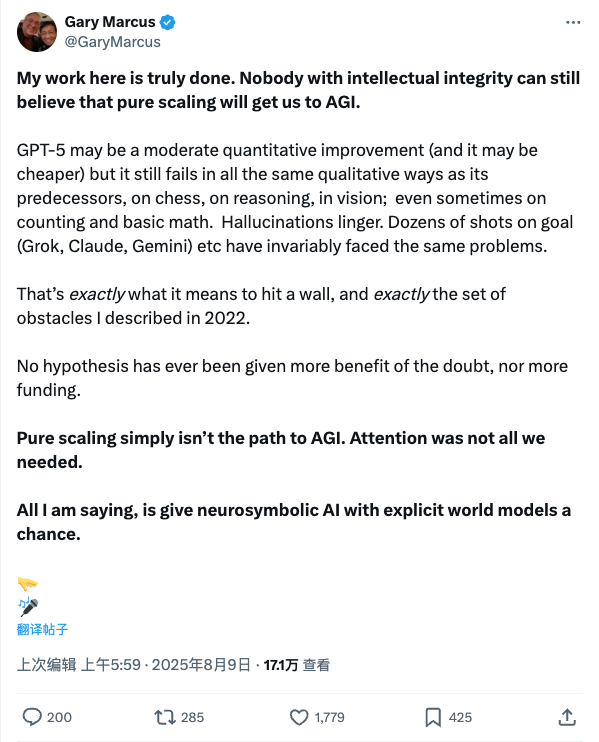 Gary Marcus
@GaryMarcus
My work here is truly done. Nobody with intellectual integrity can still
believe that pure scaling will get us to AGI.
GPT-5 may be a moderate quantitative improvement (and it may be
cheaper) but it still fails in all the same qualitative ways as its
predecessors, on chess, on reasoning, in vision; even sometimes on
counting and basic math. Hallucinations linger. Dozens of shots on goal
(Grok, Claude, Gemini) etc have invariably faced the same problems.
That’s exactly what it means to hit a wall, and exactly the set of
obstacles I described in 2022.
No hypothesis has ever been given more benefit of the doubt, nor more
funding.
Pure scaling simply isn’t the path to AGI. Attention was not all we
needed.
All I am saying, is give neurosymbolic AI with explicit world models a
chance.
翻译帖子
上次编辑 上午5:59 · 2025年8月9日 · 17.1万 查看
200 285 1,779 425